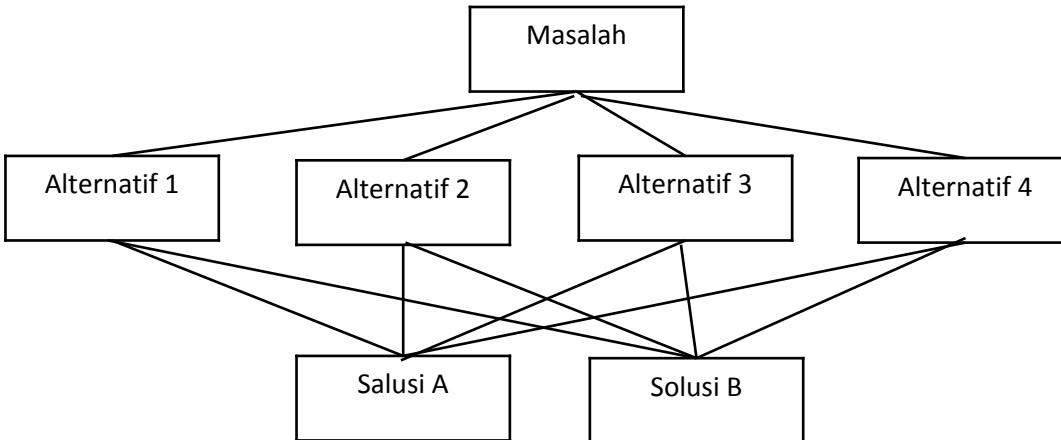 Masalah
Alternatif 1
Alternatif 2
Alternatif 3
Alternatif 4
Salusi A
Solusi B